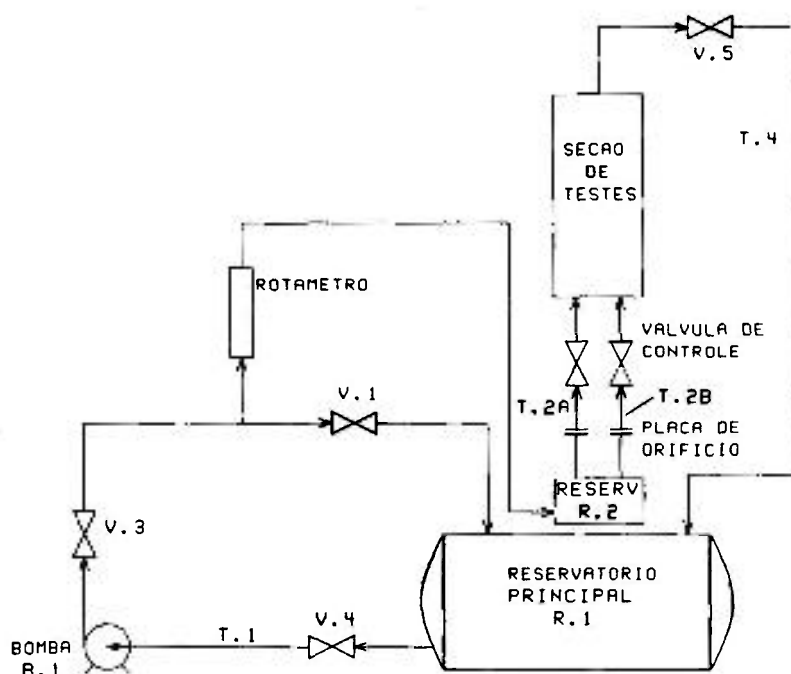 V.5
T.4
SECAO
DE
TESTES
ROTAMETRO
VALVULA DE
CONTROLE
V.1
T.2A
T.2B
PLACA DE
ORIFICIO
RESERV
R.2
V.3
RESERVATORIO
PRINCIPAL
R.1
V.4
T.1
BOMBA